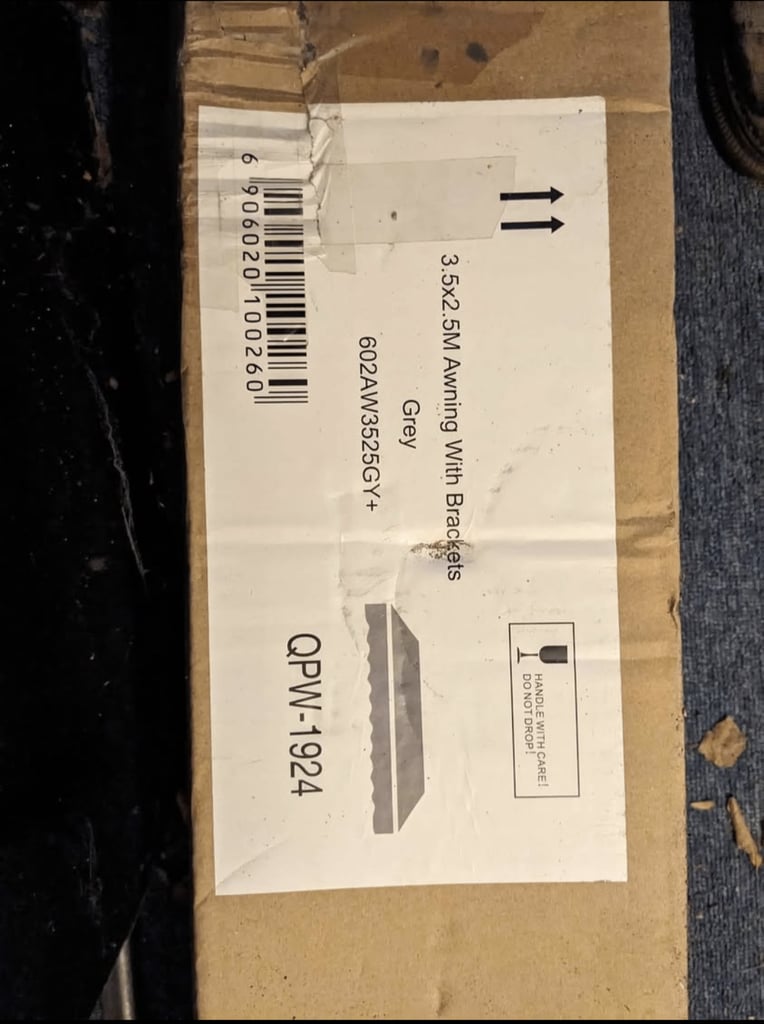 3.5x2.5M Awning With Brackets
Grey
602AW3525GY+
6 906020 100260
HANDLE WITH CARE!
DO NOT DROP!
QPW-1924